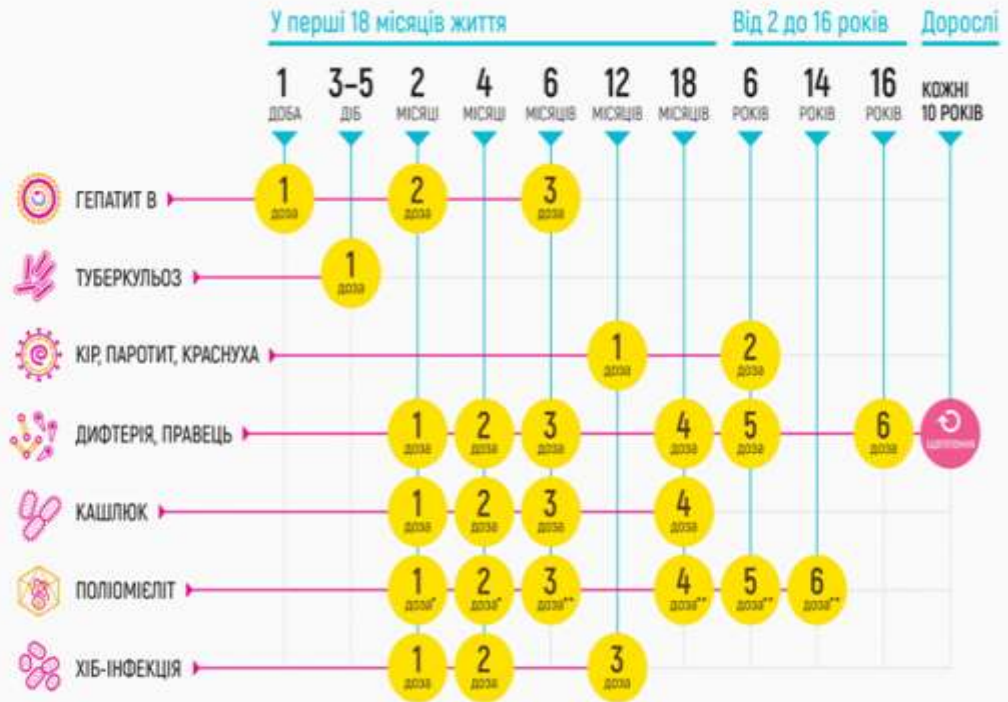 У перші 18 місяців життя
Від 2 до 16 років
Дорослі
1 ДОБА
3–5 ДІБ
2 МІСЯЦІ
4 МІСЯЦІ
6 МІСЯЦІВ
12 МІСЯЦІВ
18 МІСЯЦІВ
6 РОКІВ
14 РОКІВ
16 РОКІВ
КОЖНІ 10 РОКІВ
ГЕПАТИТ В
1 доза
2 доза
3 доза
ТУБЕРКУЛЬОЗ
1 доза
КІР, ПАРОТИТ, КРАСНУХА
1 доза
2 доза
ДИФТЕРІЯ, ПРАВЕЦЬ
1 доза
2 доза
3 доза
4 доза
5 доза
6 доза
КАШЛЮК
1 доза
2 доза
3 доза
4 доза
ПОЛІОМІЄЛІТ
1 доза*
2 доза*
3 доза**
4 доза**
5 доза**
6 доза**
ХІБ-ІНФЕКЦІЯ
1 доза
2 доза
3 доза